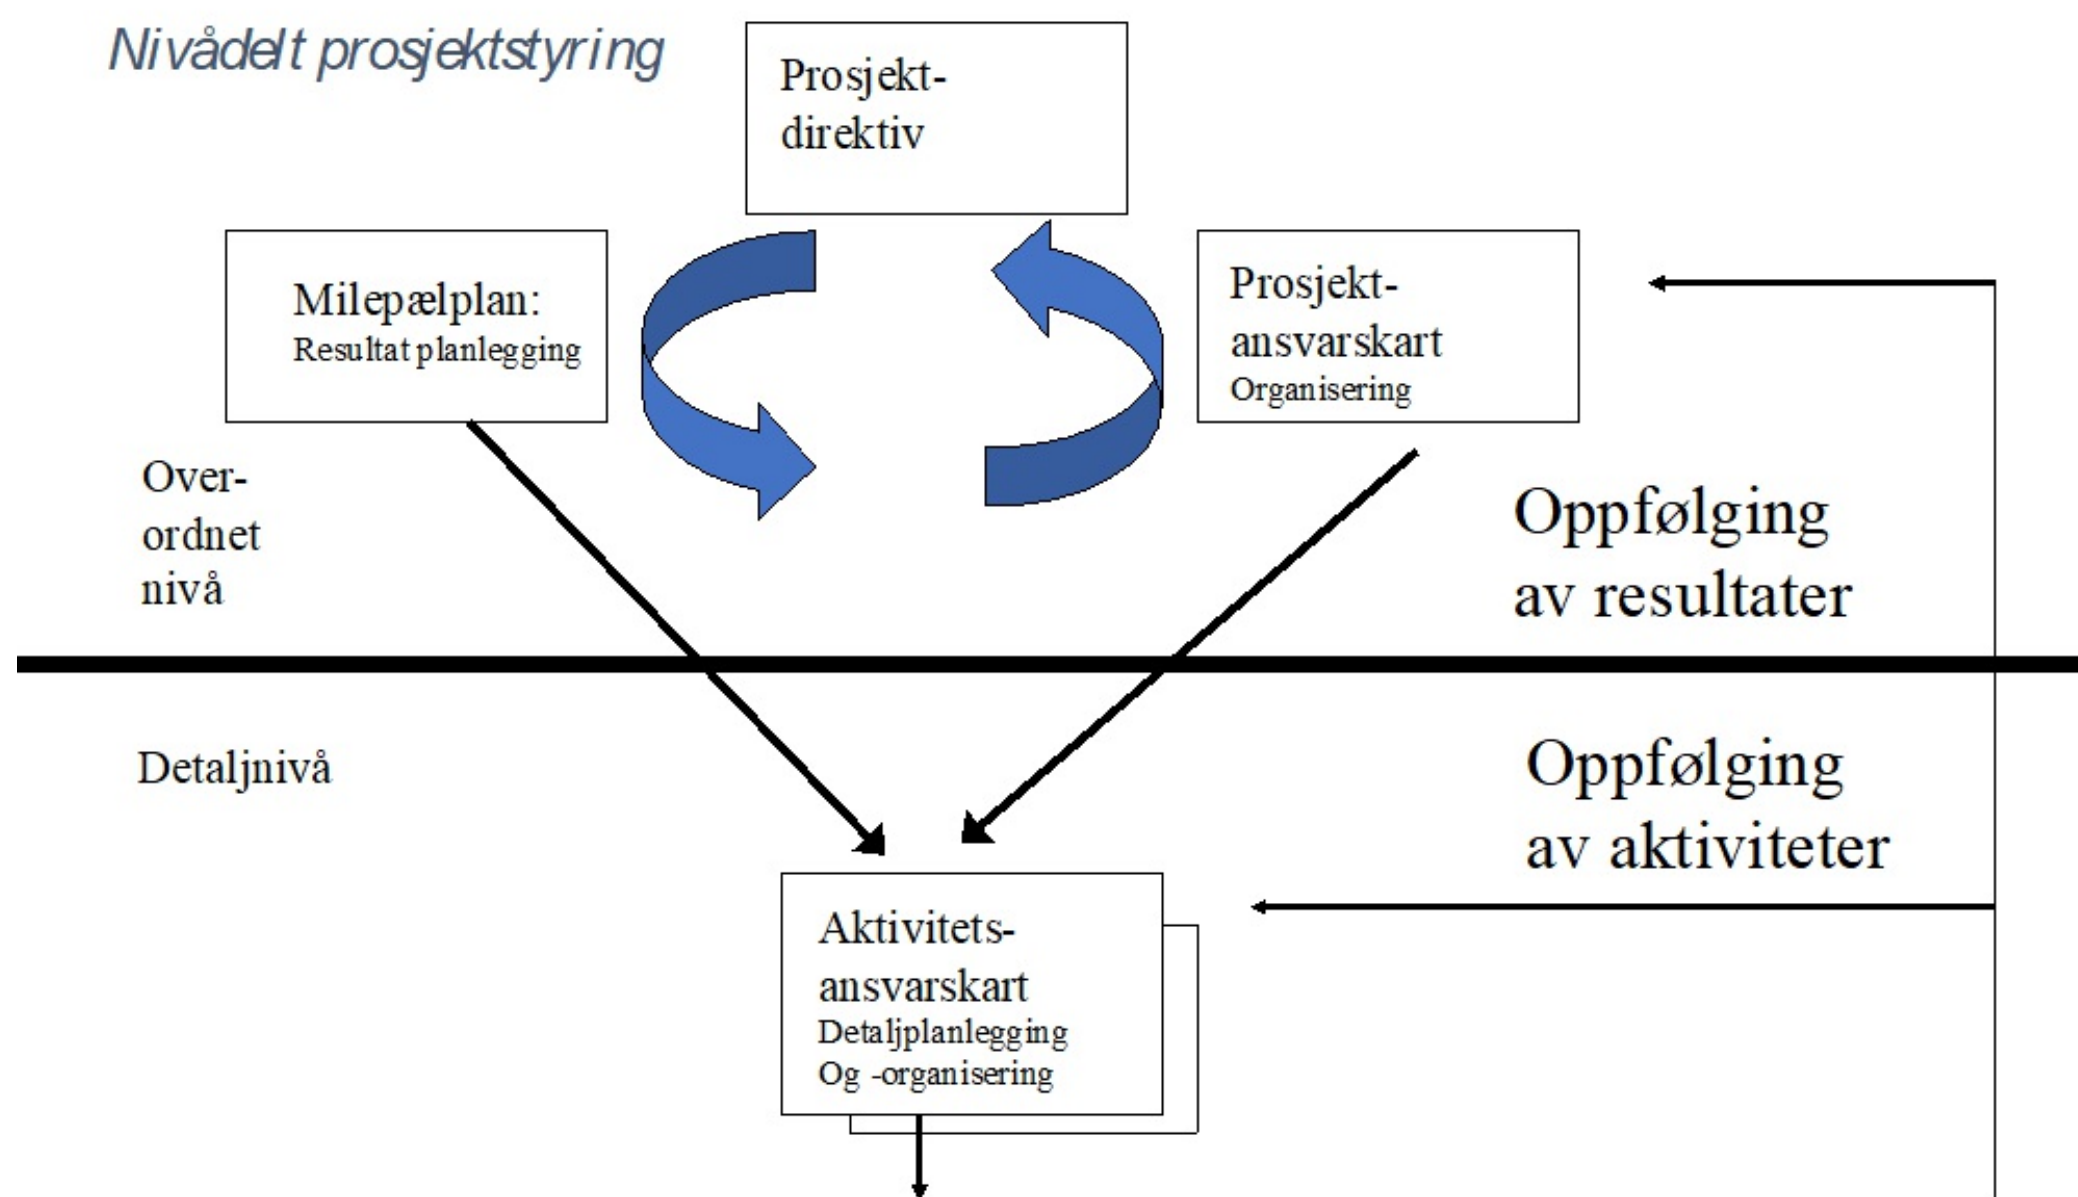 Nivådelt prosjektstyring
Prosjekt-
direktiv
Milepælplan:
Resultat planlegging
Prosjekt-
ansvarskart
Organisering
Over-
ordnet
nivå
Oppfølging
av resultater
Detaljnivå
Oppfølging
av aktiviteter
Aktivitets-
ansvarskart
Detaljplanlegging
Og -organisering